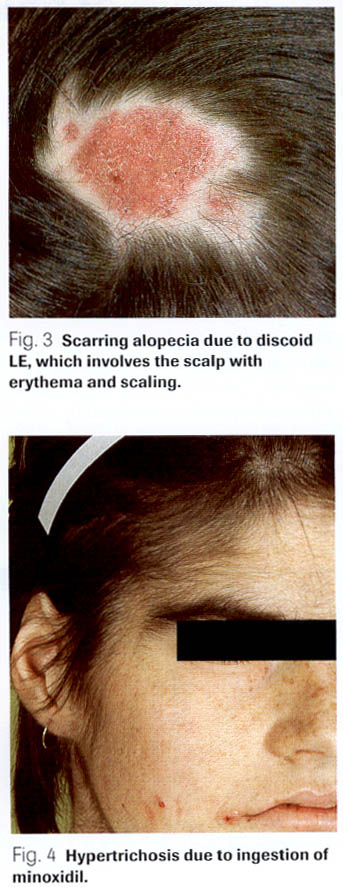 Fig. 3 Scarring alopecia due to discoid
LE, which involves the scalp with
erythema and scaling.
Fig. 4 Hypertrichosis due to ingestion of
minoxidil.